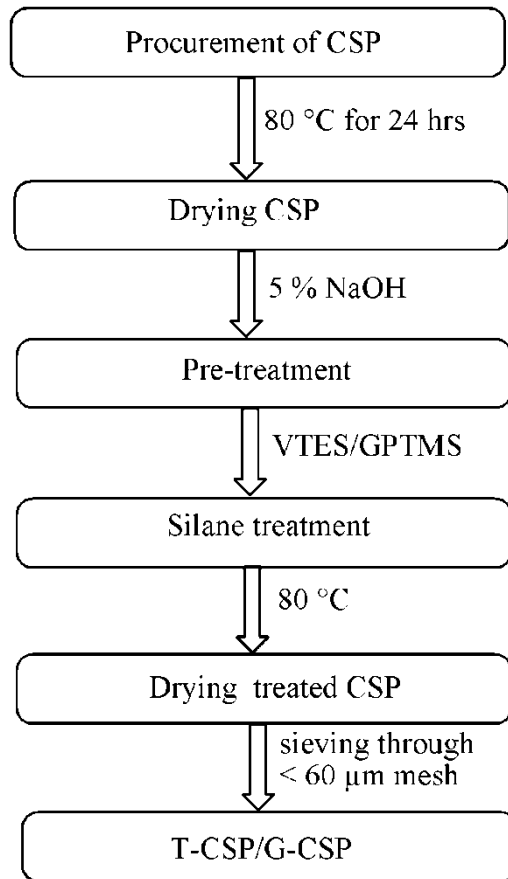 Procurement of CSP
80 °C for 24 hrs
Drying CSP
5 % NaOH
Pre-treatment
VTES/GPTMS
Silane treatment
80 °C
Drying treated CSP
sieving through
< 60 µm mesh
T-CSP/G-CSP